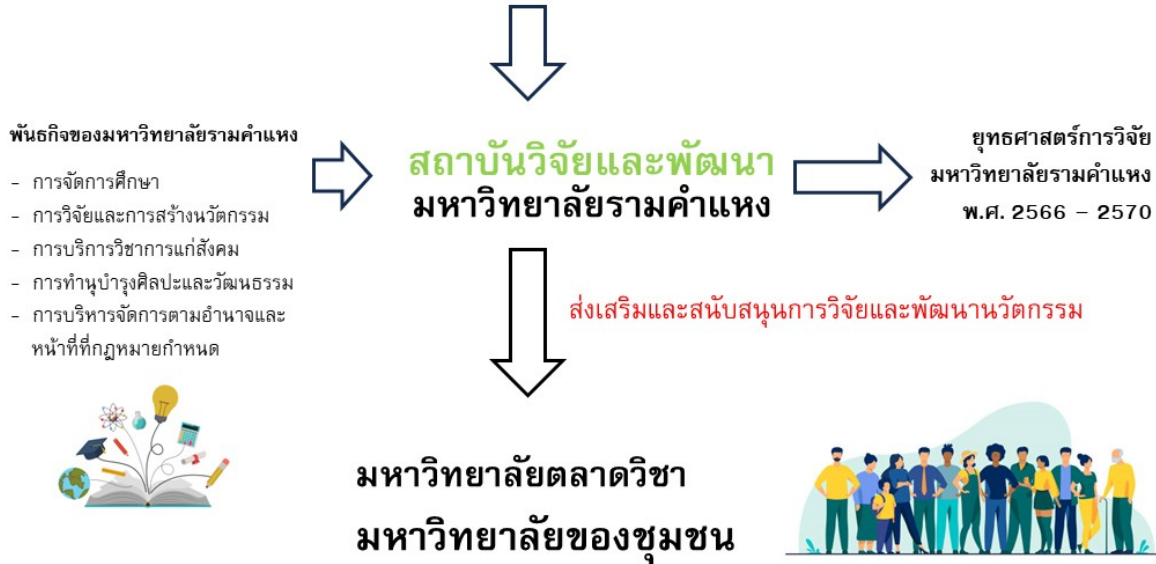 พันธกิจของมหาวิทยาลัยรามคำแหง
- การจัดการศึกษา
- การวิจัยและการสร้างนวัตกรรม
- การบริการวิชาการแก่สังคม
- การทำนุบำรุงศิลปะและวัฒนธรรม
- การบริหารจัดการตามอำนาจและ
หน้าที่ที่กฎหมายกำหนด
สถาบันวิจัยและพัฒนา
มหาวิทยาลัยรามคำแหง
ยุทธศาสตร์การวิจัย
มหาวิทยาลัยรามคำแหง
พ.ศ. 2566 – 2570
ส่งเสริมและสนับสนุนการวิจัยและพัฒนานวัตกรรม
มหาวิทยาลัยตลาดวิชา
มหาวิทยาลัยของชุมชน